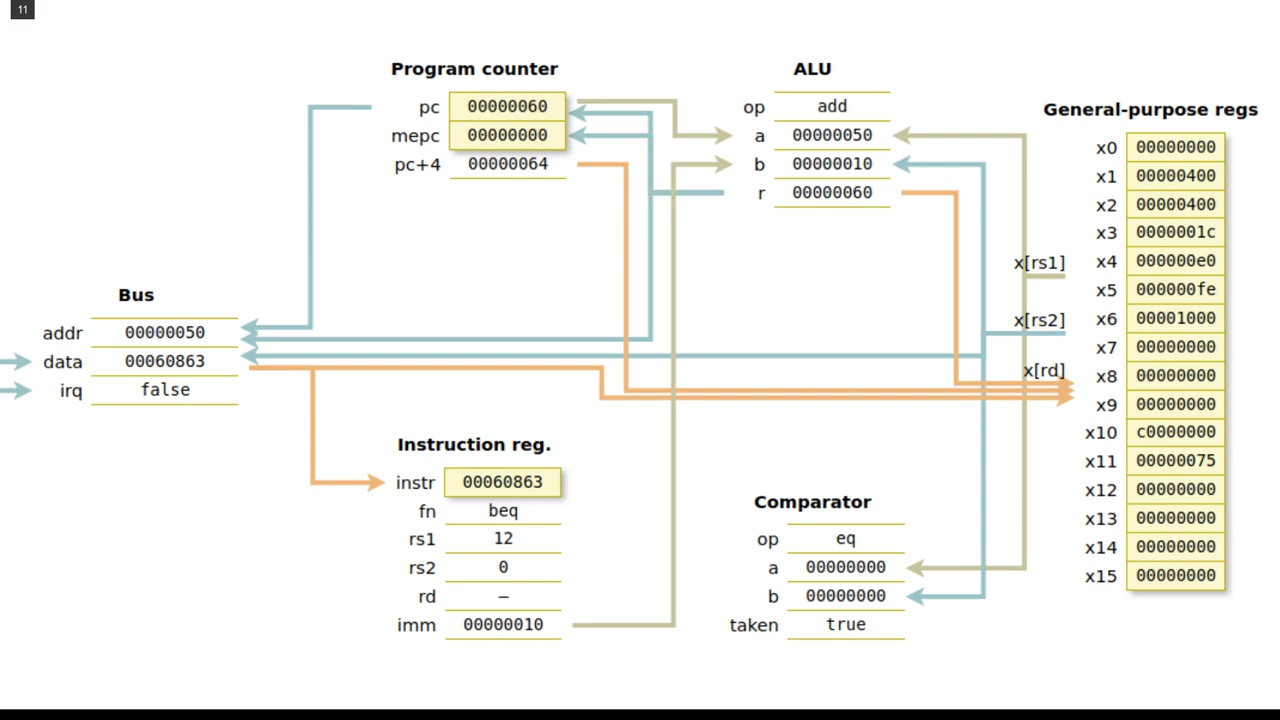 11
Program counter
pc 00000060
mepc 00000000
pc+4 00000064
ALU
op add
a 00000050
b 00000010
r 00000060
General-purpose regs
x0 00000000
x1 00000400
x2 00000400
x3 0000001c
x4 000000e0
x5 000000fe
x6 00001000
x7 00000000
x8 00000000
x9 00000000
x10 c0000000
x11 00000075
x12 00000000
x13 00000000
x14 00000000
x15 00000000
x[rs1]
x[rs2]
x[rd]
Bus
addr 00000050
data 00060863
irq false
Instruction reg.
instr 00060863
fn beq
rs1 12
rs2 0
rd –
imm 00000010
Comparator
op eq
a 00000000
b 00000000
taken true